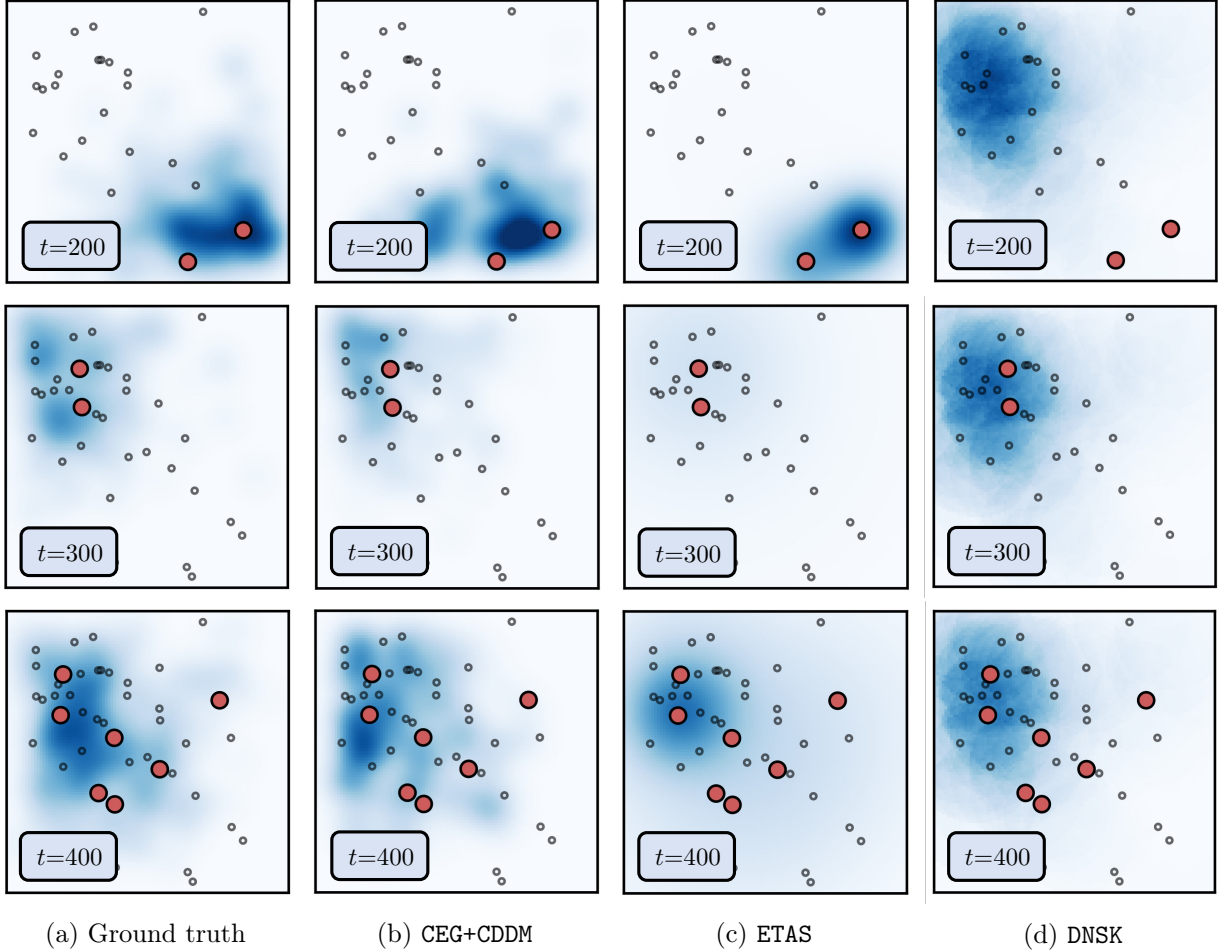 t=200 t=200 t=200 t=200
t=300 t=300 t=300 t=300
t=400 t=400 t=400 t=400
(a) Ground truth (b) CEG+CDDM (c) ETAS (d) DNSK